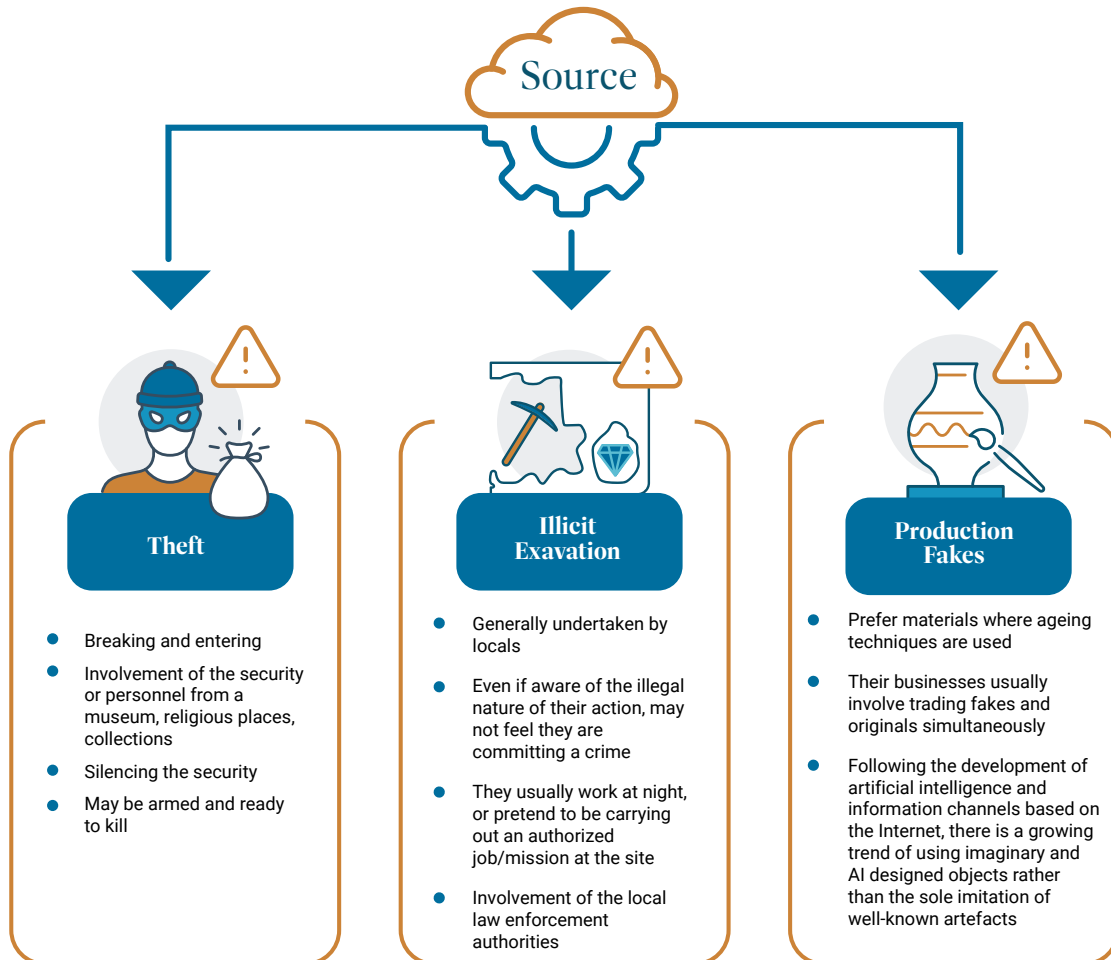 Source
Theft
Breaking and entering
Involvement of the security
or personnel from a
museum, religious places,
collections
Silencing the security
May be armed and ready
to kill
Illicit
Exavation
Generally undertaken by
locals
Even if aware of the illegal
nature of their action, may
not feel they are
committing a crime
They usually work at night,
or pretend to be carrying
out an authorized
job/mission at the site
Involvement of the local
law enforcement
authorities
Production
Fakes
Prefer materials where ageing
techniques are used
Their businesses usually
involve trading fakes and
originals simultaneously
Following the development of
artificial intelligence and
information channels based on
the Internet, there is a growing
trend of using imaginary and
AI designed objects rather
than the sole imitation of
well-known artefacts